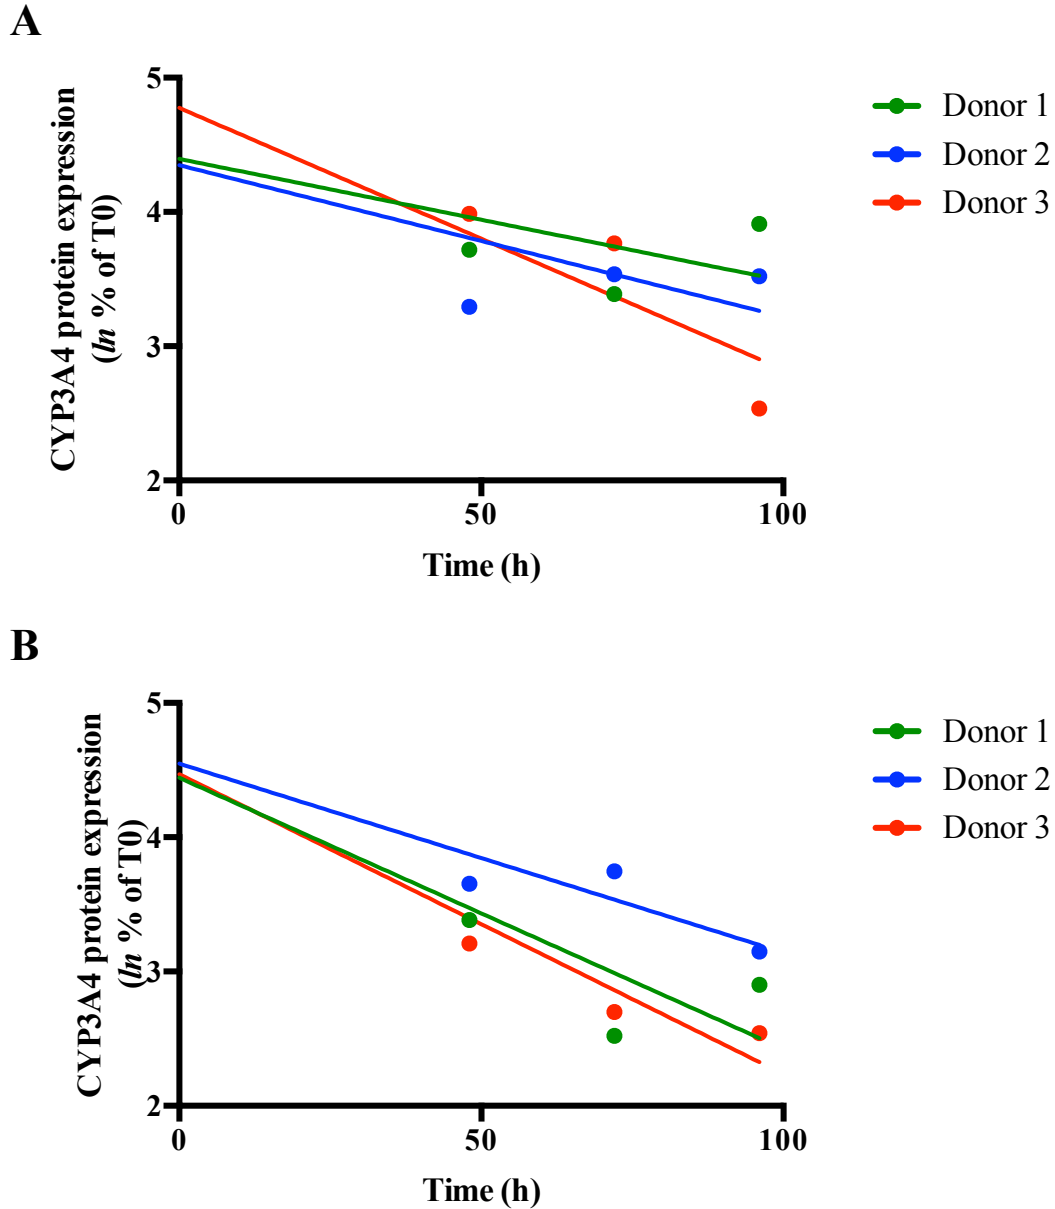 A
CYP3A4 protein expression
(ln % of T0)
5
4
3
2
0
50
100
Time (h)
Donor 1
Donor 2
Donor 3
B
CYP3A4 protein expression
(ln % of T0)
5
4
3
2
0
50
100
Time (h)
Donor 1
Donor 2
Donor 3